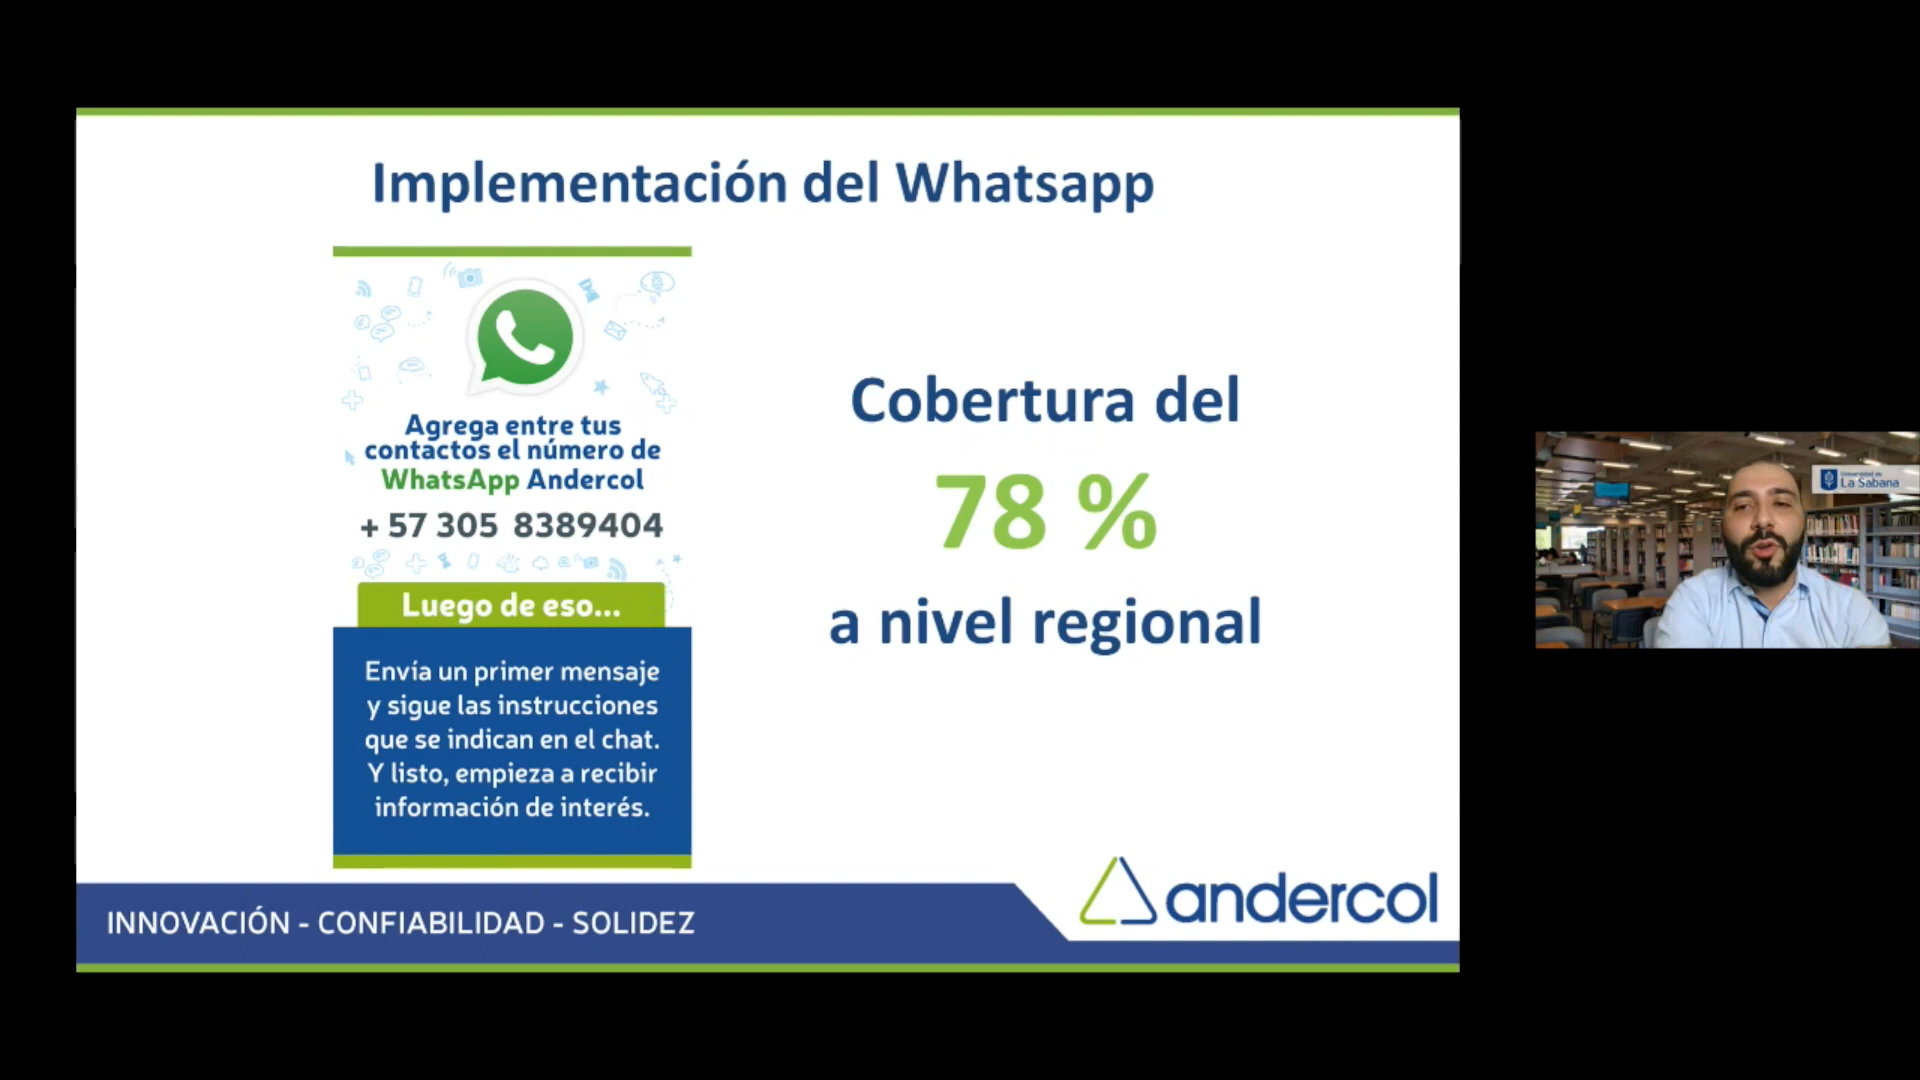 Implementación del Whatsapp
Agrega entre tus
contactos el número de
WhatsApp Andercol
+ 57 305 8389404
Luego de eso...
Envía un primer mensaje
y sigue las instrucciones
que se indican en el chat.
Y listo, empieza a recibir
información de interés.
Cobertura del
78 %
a nivel regional
INNOVACIÓN - CONFIABILIDAD - SOLIDEZ
andercol
Universidad de
La Sabana